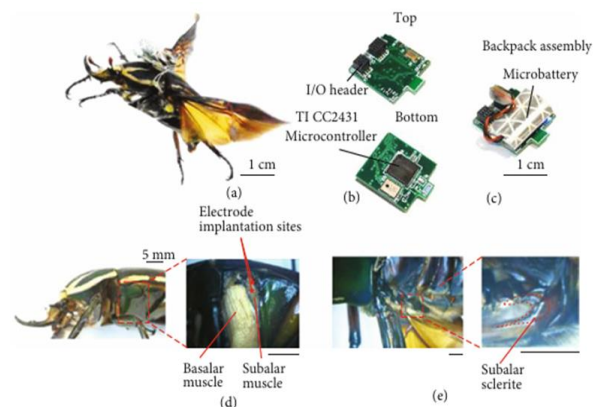 Top
I/O header
TI CC2431
Microcontroller
Bottom
Backpack assembly
Microbattery
1 cm
(a)
(b)
1 cm
(c)
Electrode
implantation sites
5 mm
Basalar
muscle
Subalar
muscle
(d)
Subalar
sclerite
(e)